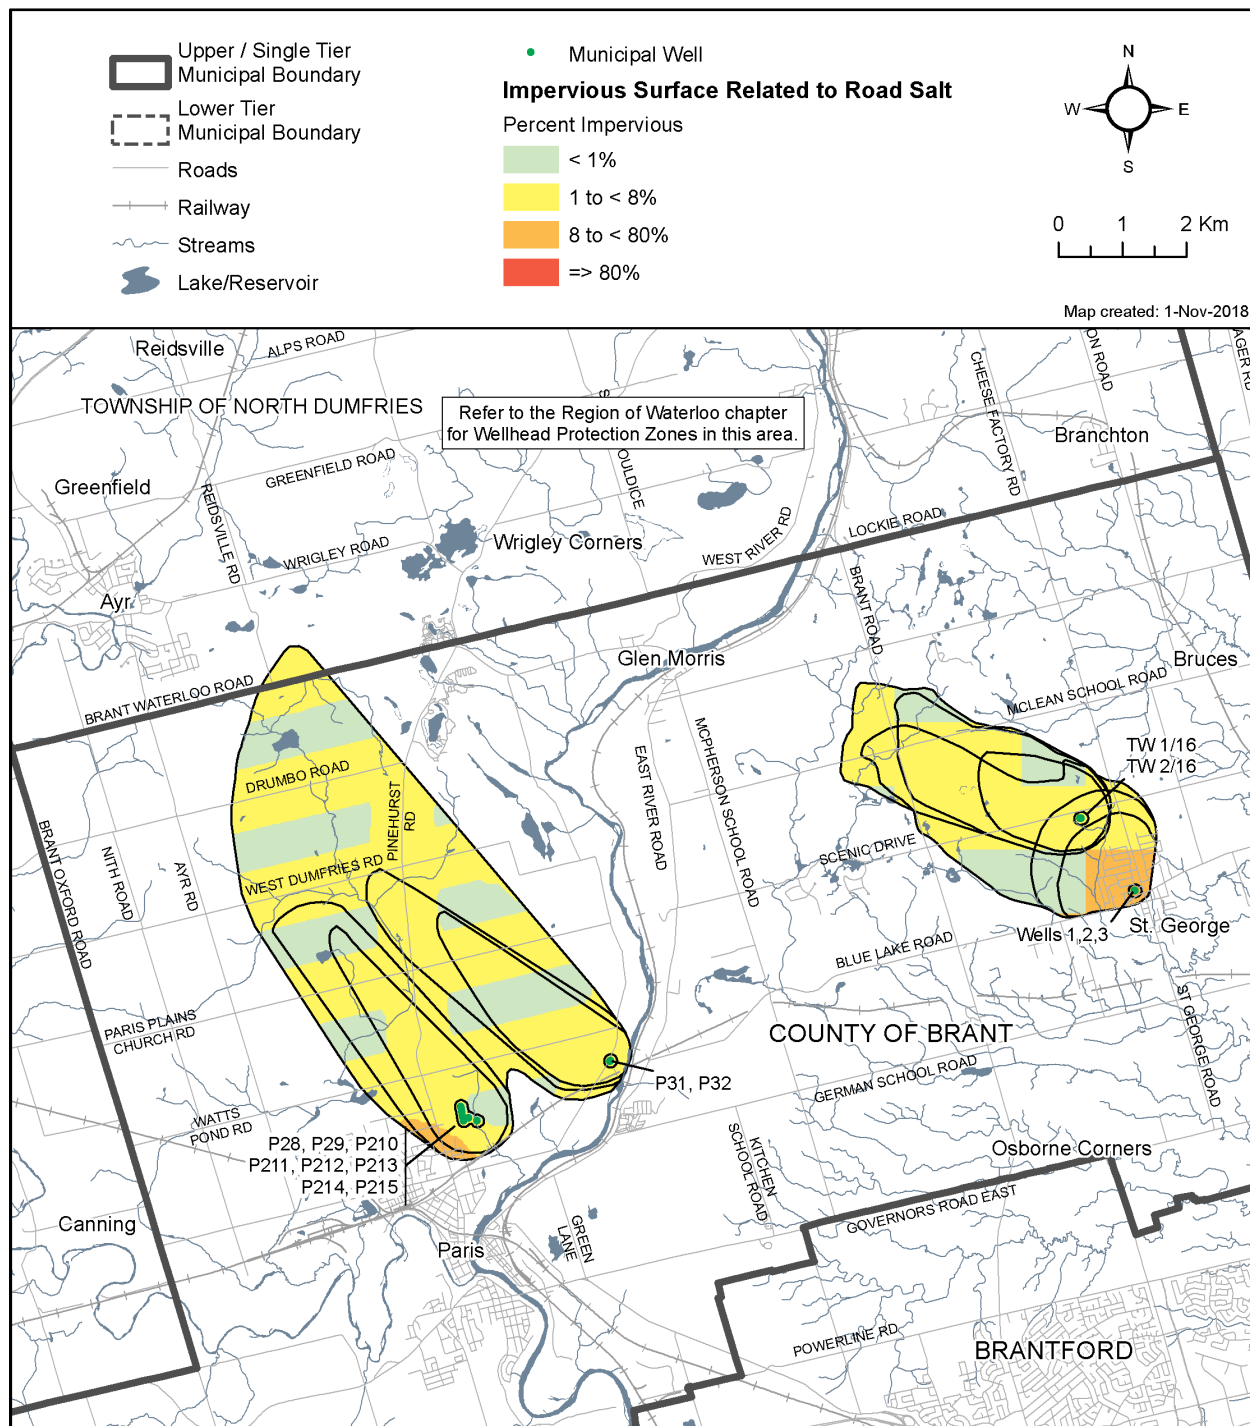 Upper / Single Tier
Municipal Boundary
Lower Tier
Municipal Boundary
Roads
Railway
Streams
Lake/Reservoir
Municipal Well
Impervious Surface Related to Road Salt
Percent Impervious
< 1%
1 to < 8%
8 to < 80%
=> 80%
N
W
E
S
0 1 2 Km
Map created: 1-Nov-2018
Reidsville
ALPS ROAD
TOWNSHIP OF NORTH DUMFRIES
Refer to the Region of Waterloo chapter
for Wellhead Protection Zones in this area.
CHEESE FACTORY RD
ON ROAD
AGER RD
Branchton
GREENFIELD ROAD
OULDICE
Greenfield
REIDSVILLE RD
WRIGLEY ROAD
Wrigley Corners
WEST RIVER RD
LOCKIE ROAD
Ayr
BRANT ROAD
Glen Morris
Bruces
BRANT WATERLOO ROAD
MCLEAN SCHOOL ROAD
MCPHERSON SCHOOL ROAD
EAST RIVER ROAD
TW 1/16
TW 2/16
DRUMBO ROAD
PINEHURST
RD
BRANT OXFORD ROAD
NITH ROAD
AYR RD
WEST DUMFRIES RD
SCENIC DRIVE
Wells 1,2,3
St. George
BLUE LAKE ROAD
PARIS PLAINS
CHURCH RD
COUNTY OF BRANT
ST GEORGE ROAD
P31, P32
GERMAN SCHOOL ROAD
WATTS
POND RD
P28, P29, P210
P211, P212, P213
P214, P215
KITCHEN
SCHOOL ROAD
Osborne Corners
GOVERNORS ROAD EAST
Canning
Paris
GREEN
LANE
POWERLINE RD
BRANTFORD